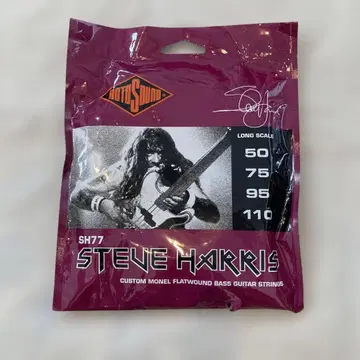 ROTOSOUND
LONG SCALE
50
75
95
110
SH77
STEVE HARRIS
CUSTOM MONEL FLATWOUND BASS GUITAR STRINGS